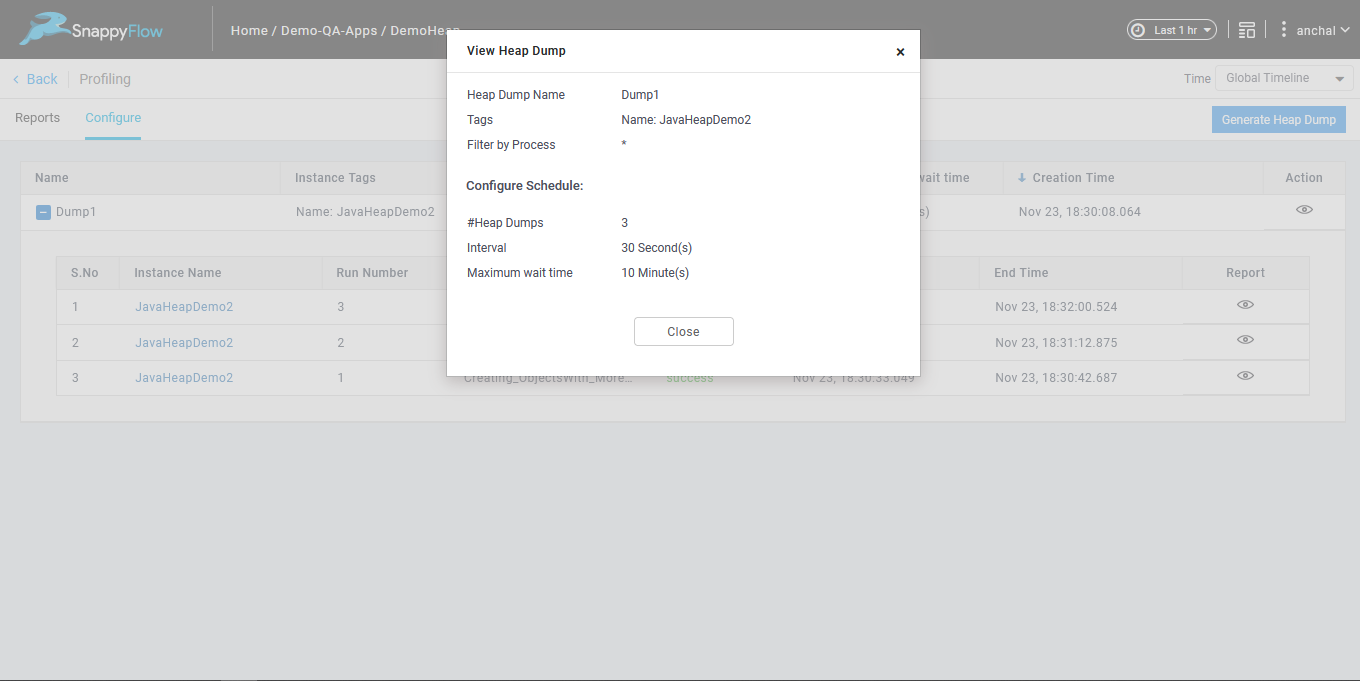 SnappyFlow
Home / Demo-QA-Apps / DemoHeap
Last 1 hr
anchal
View Heap Dump
×
Back
Profiling
Time
Global Timeline
Reports
Configure
Generate Heap Dump
Heap Dump Name Dump1
Tags Name: JavaHeapDemo2
Filter by Process *
Configure Schedule:
#Heap Dumps 3
Interval 30 Second(s)
Maximum wait time 10 Minute(s)
Close
Name Instance Tags wait time Creation Time Action
Dump1 Name: JavaHeapDemo2 s) Nov 23, 18:30:08.064
S.No Instance Name Run Number End Time Report
1 JavaHeapDemo2 3 Nov 23, 18:32:00.524
2 JavaHeapDemo2 2 Nov 23, 18:31:12.875
3 JavaHeapDemo2 1 Creating_ObjectsWith_More... success Nov 23, 18:30:33.049 Nov 23, 18:30:42.687